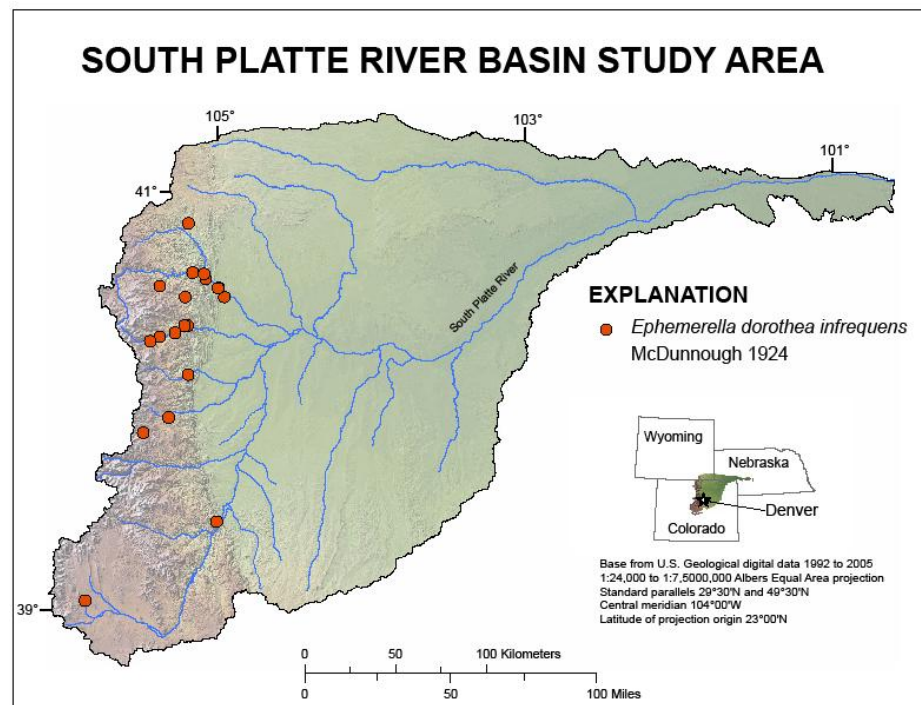 SOUTH PLATTE RIVER BASIN STUDY AREA
105°
103°
101°
41°
South Platte River
EXPLANATION
Ephemerella dorothea infrequens
McDunnough 1924
Wyoming
Nebraska
Denver
Colorado
Base from U.S. Geological digital data 1992 to 2005
1:24,000 to 1:7,5000,000 Albers Equal Area projection
Standard parallels 29°30'N and 49°30'N
Central meridian 104°00'W
Latitude of projection origin 23°00'N
39°
0 50 100 Kilometers
0 50 100 Miles